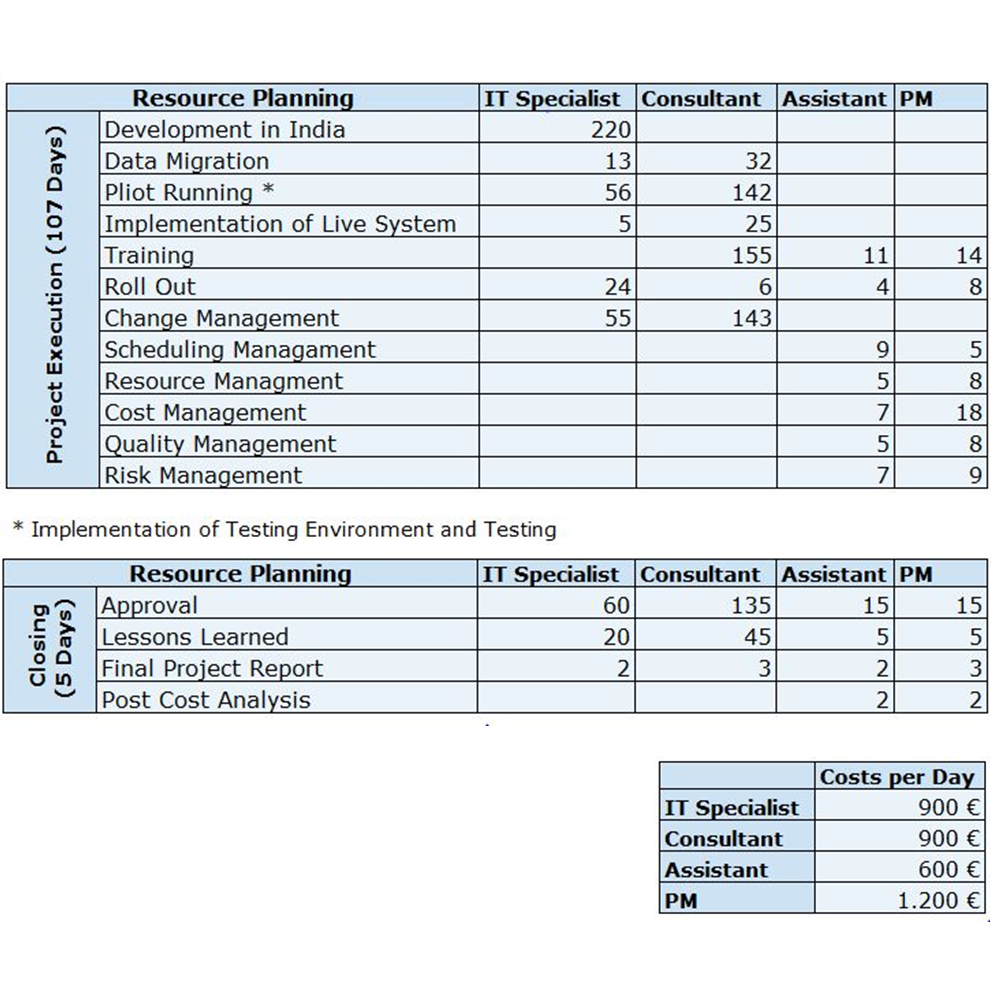 Resource Planning IT Specialist Consultant Assistant PM
Project Execution (107 Days)
Development in India 220
Data Migration 13 32
Pliot Running * 56 142
Implementation of Live System 5 25
Training 155 11 14
Roll Out 24 6 4 8
Change Management 55 143
Scheduling Managament 9 5
Resource Managment 5 8
Cost Management 7 18
Quality Management 5 8
Risk Management 7 9
* Implementation of Testing Environment and Testing
Resource Planning IT Specialist Consultant Assistant PM
Closing
(5 Days)
Approval 60 135 15 15
Lessons Learned 20 45 5 5
Final Project Report 2 3 2 3
Post Cost Analysis 2 2
Costs per Day
IT Specialist 900 €
Consultant 900 €
Assistant 600 €
PM 1.200 €